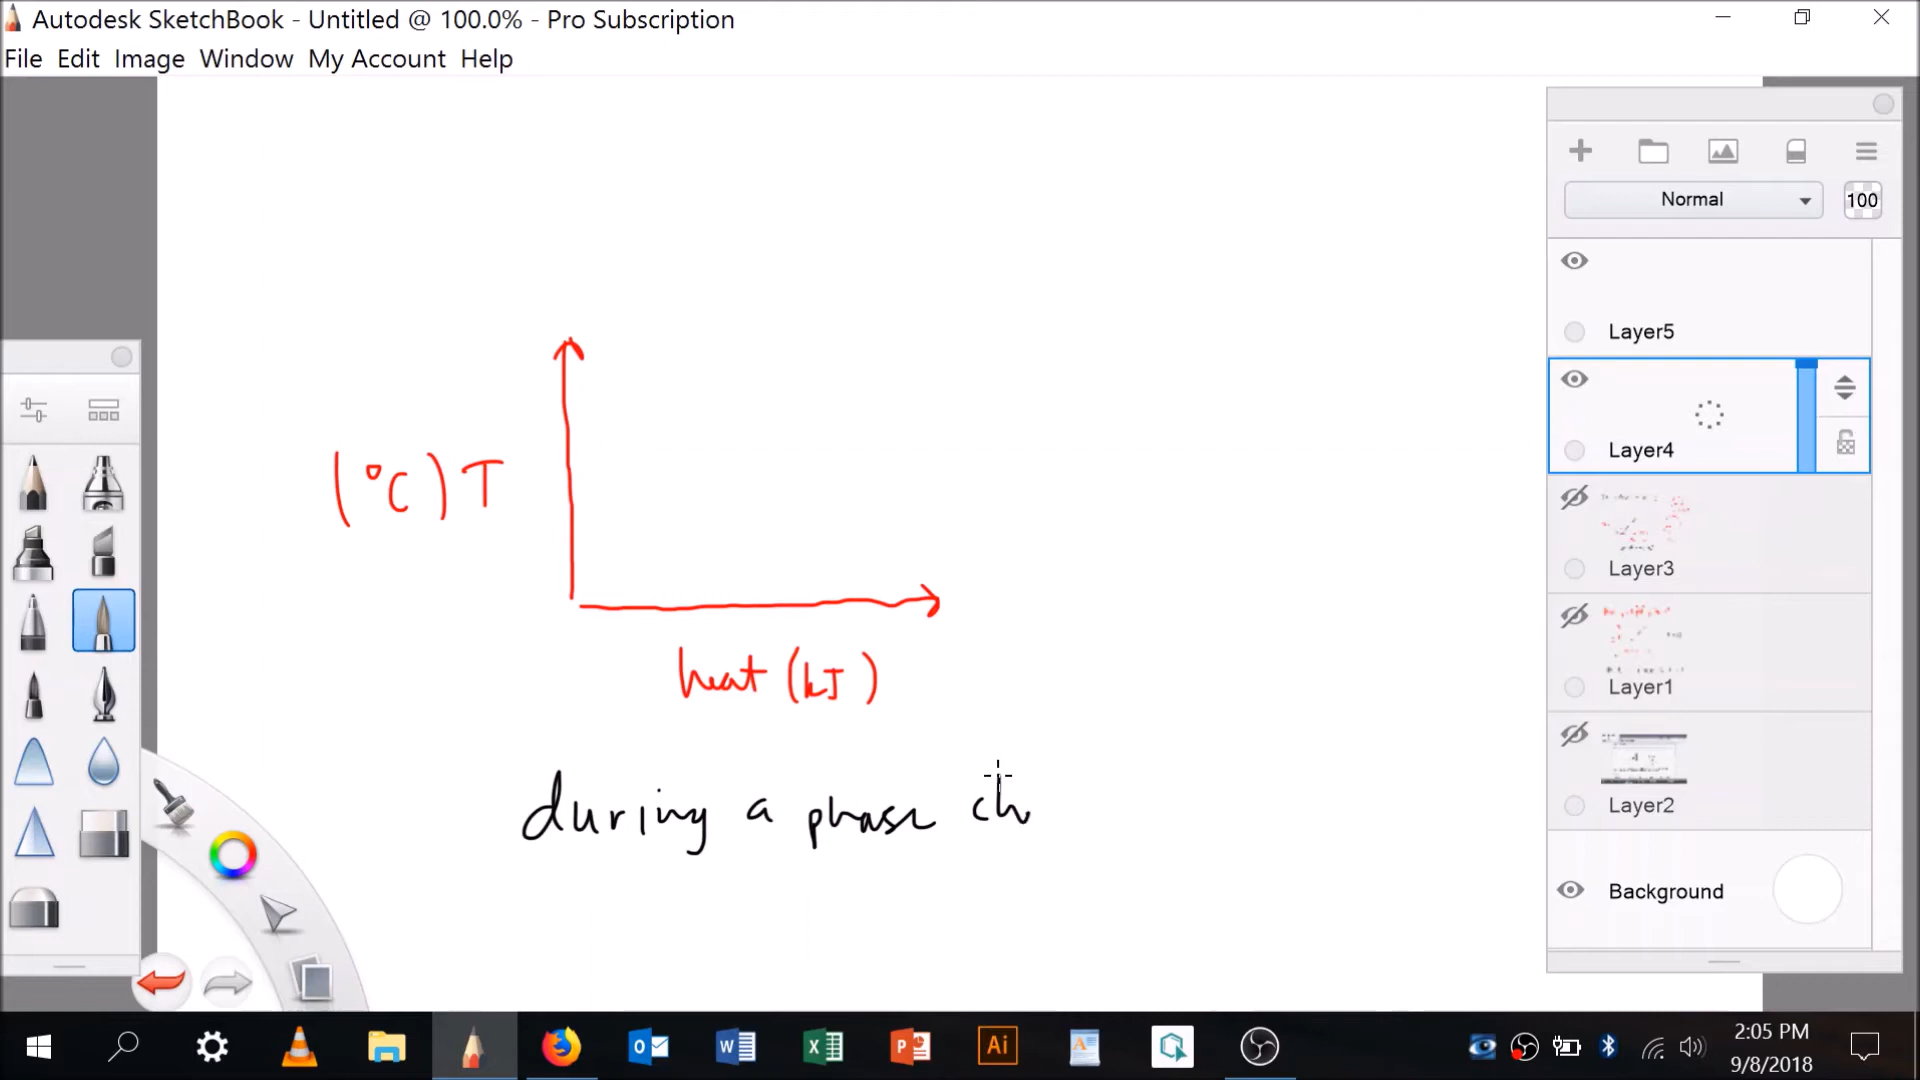 Autodesk SketchBook - Untitled @ 100.0% - Pro Subscription
File Edit Image Window My Account Help
Normal
100
Layer5
Layer4
Layer3
Layer1
Layer2
Background
(°C) T
heat (kJ)
during a phase ch
Ai
2:05 PM
9/8/2018